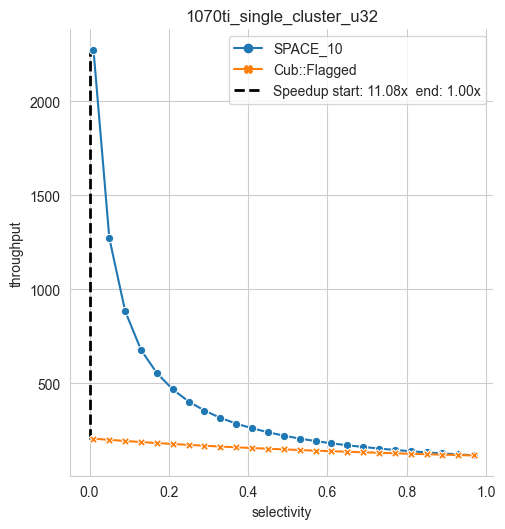 1070ti_single_cluster_u32
SPACE_10
Cub::Flagged
Speedup start: 11.08x  end: 1.00x
throughput
2000
1500
1000
500
0.0
0.2
0.4
0.6
0.8
1.0
selectivity